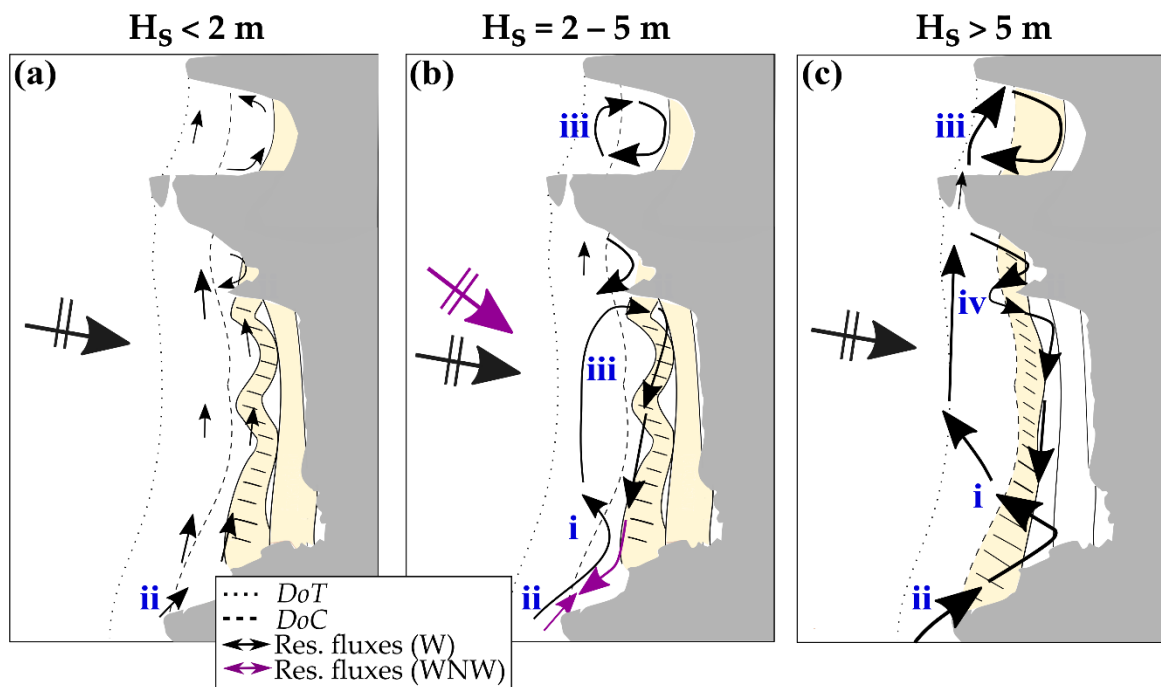 Hs < 2 m
Hs = 2 – 5 m
Hs > 5 m
(a)
ii
(b)
iii
iii
i
ii
(c)
iii
iv
i
ii
DoT
DoC
Res. fluxes (W)
Res. fluxes (WNW)